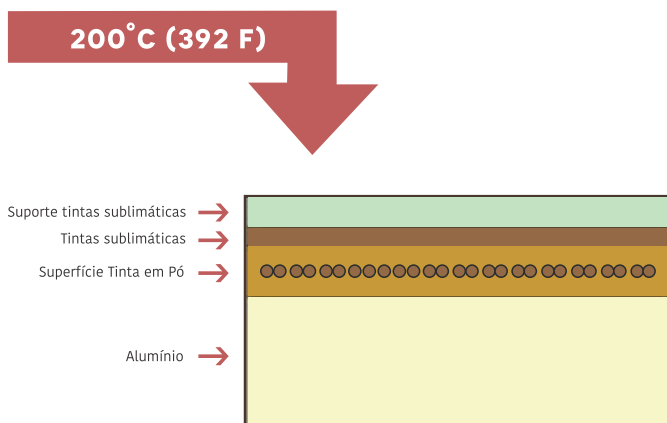 200°C (392 F)
Suporte tintas sublimáticas
Tintas sublimáticas
Superfície Tinta em Pó
Alumínio